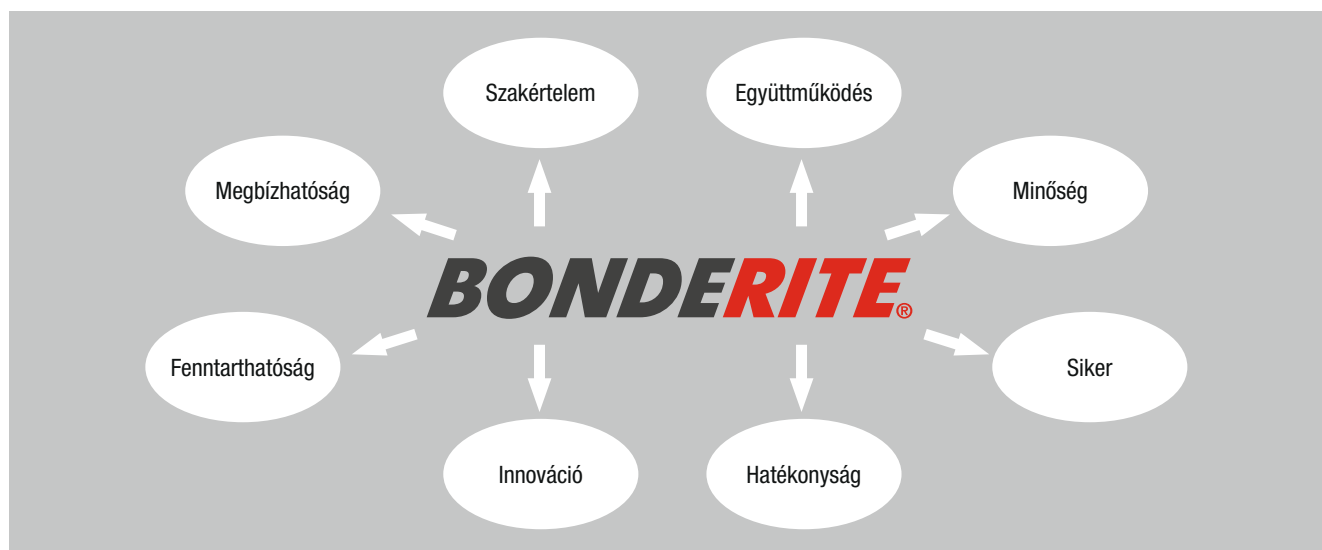 Szakértelem
Együttműködés
Megbízhatóság
Minőség
BONDERITE®
Fenntarthatóság
Siker
Innováció
Hatékonyság